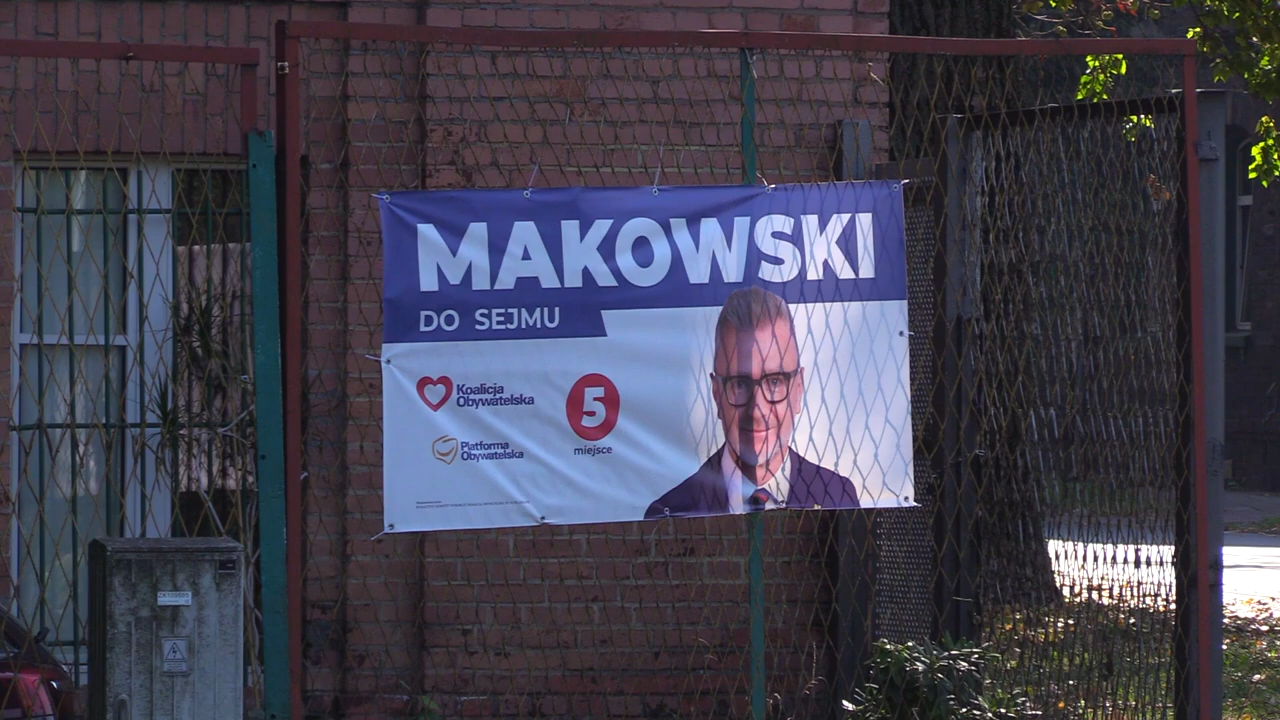 MAKOWSKI
DO SEJMU
Koalicja
Obywatelska
5
miejsce
Platforma
Obywatelska